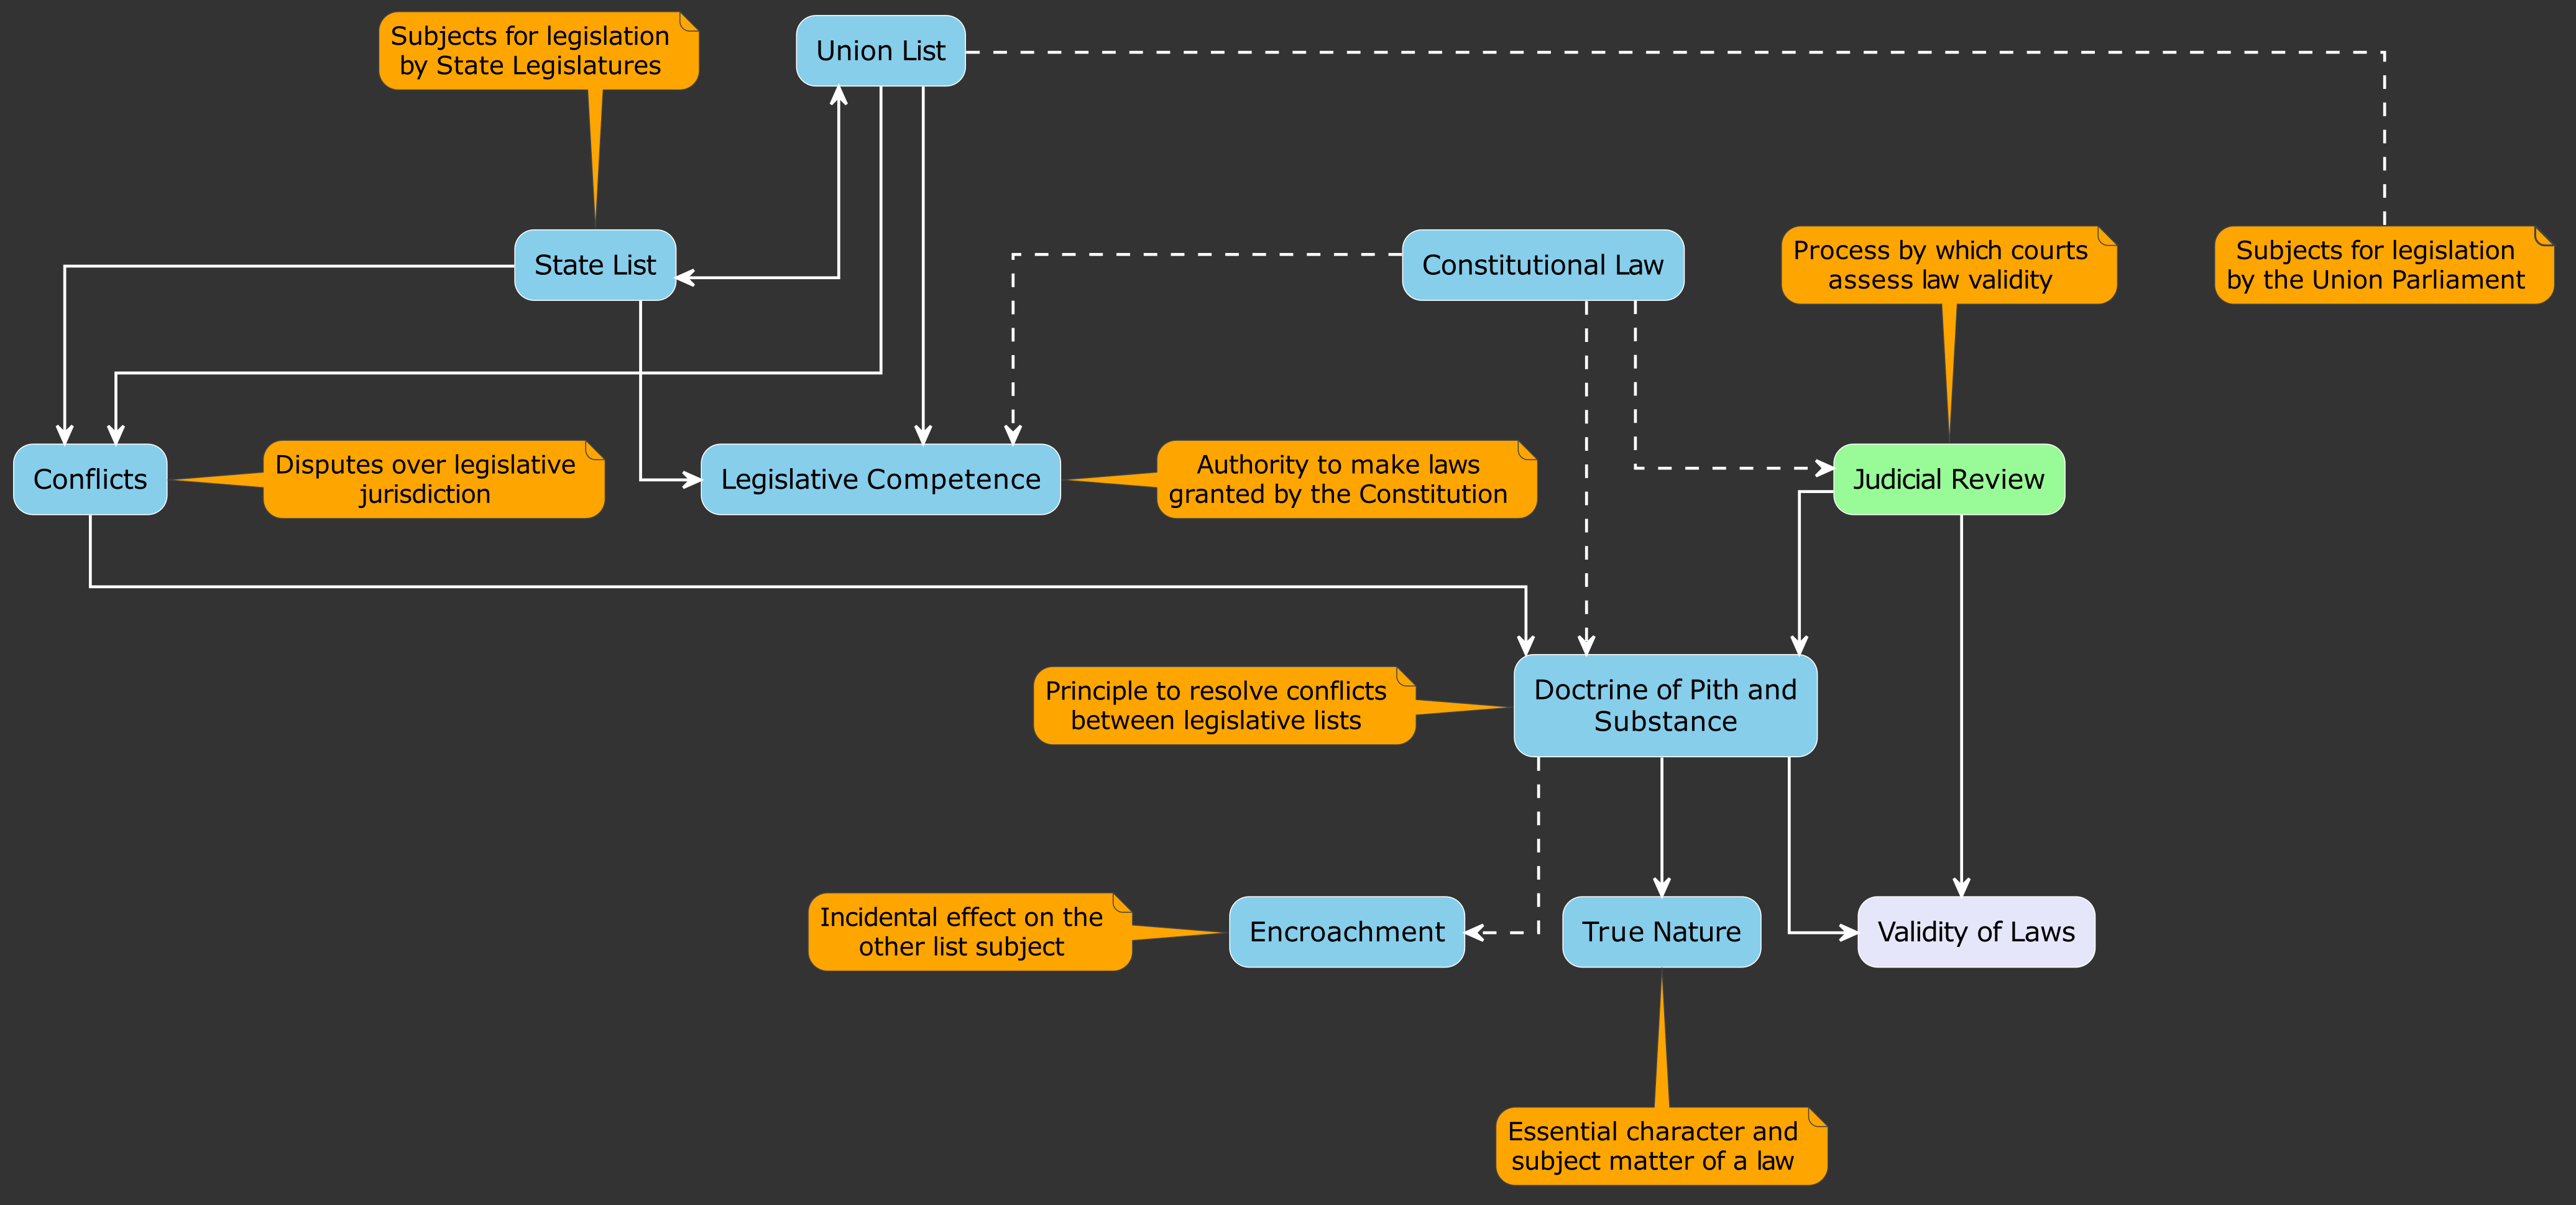 Subjects for legislation
by State Legislatures
Union List
State List
Constitutional Law
Process by which courts
assess law validity
Subjects for legislation
by the Union Parliament
Conflicts
Disputes over legislative
jurisdiction
Legislative Competence
Authority to make laws
granted by the Constitution
Judicial Review
Principle to resolve conflicts
between legislative lists
Doctrine of Pith and
Substance
Incidental effect on the
other list subject
Encroachment
True Nature
Validity of Laws
Essential character and
subject matter of a law